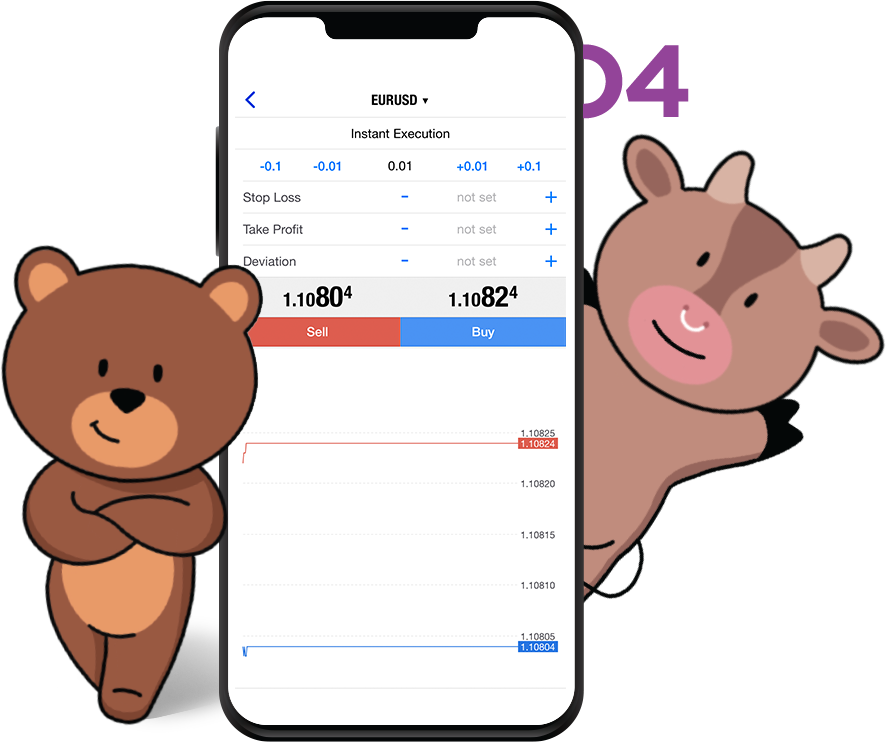 04
EURUSD ▼
Instant Execution
-0.1 -0.01 0.01 +0.01 +0.1
Stop Loss - not set +
Take Profit - not set +
Deviation - not set +
1.10804 1.10824
Sell Buy
1.10825
1.10824
1.10820
1.10815
1.10810
1.10805
1.10804